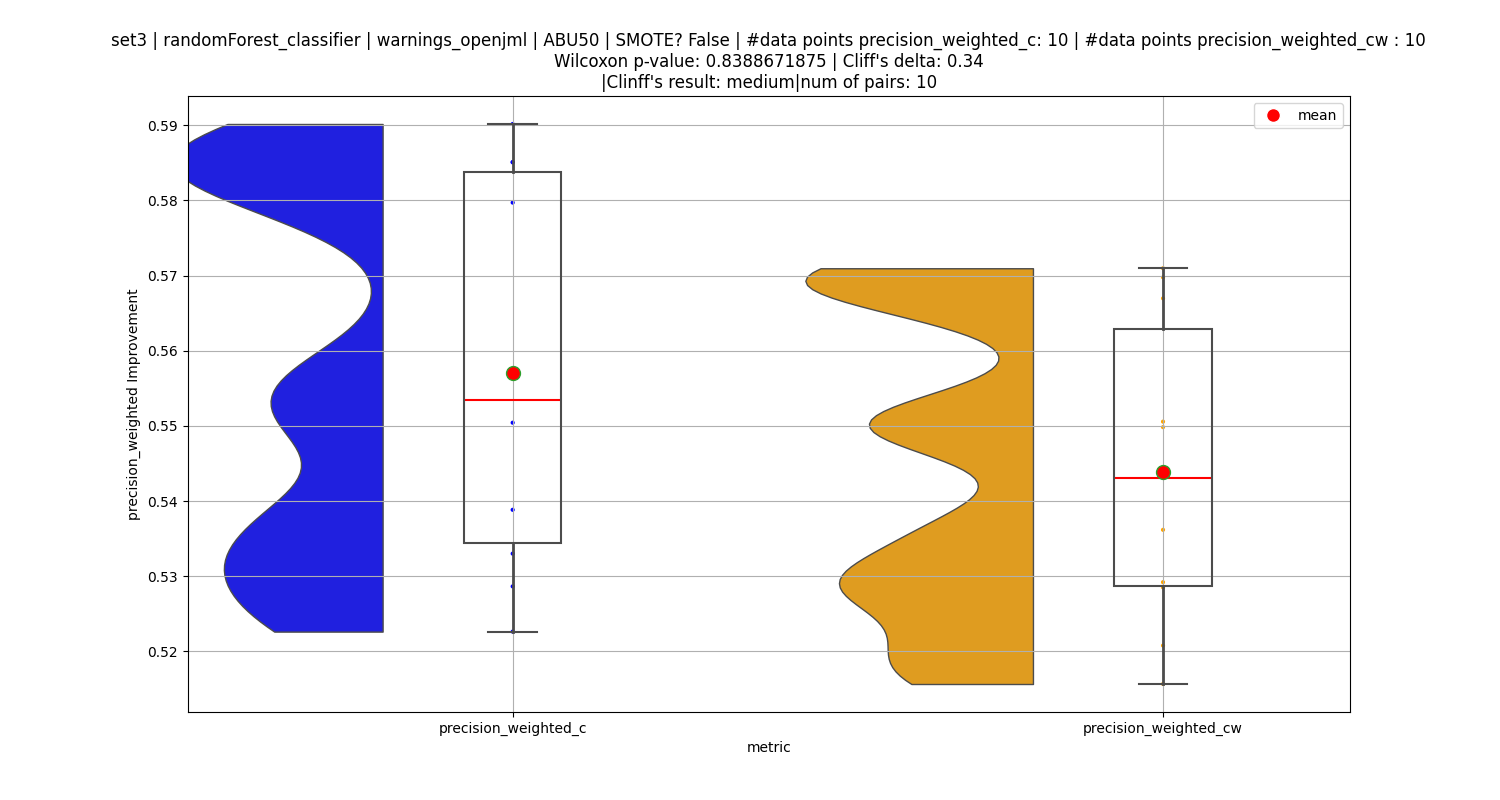 set3 | randomForest_classifier | warnings_openjml | ABU50 | SMOTE? False | #data points precision_weighted_c: 10 | #data points precision_weighted_cw : 10
Wilcoxon p-value: 0.8388671875 | Cliff's delta: 0.34
|Clinff's result: medium|num of pairs: 10
mean
precision_weighted Improvement
0.59
0.58
0.57
0.56
0.55
0.54
0.53
0.52
precision_weighted_c
precision_weighted_cw
metric